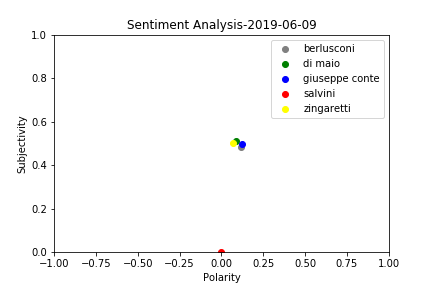 Sentiment Analysis-2019-06-09
1.0
0.8
0.6
0.4
0.2
0.0
Subjectivity
berlusconi
di maio
giuseppe conte
salvini
zingaretti
−1.00 −0.75 −0.50 −0.25 0.00 0.25 0.50 0.75 1.00
Polarity